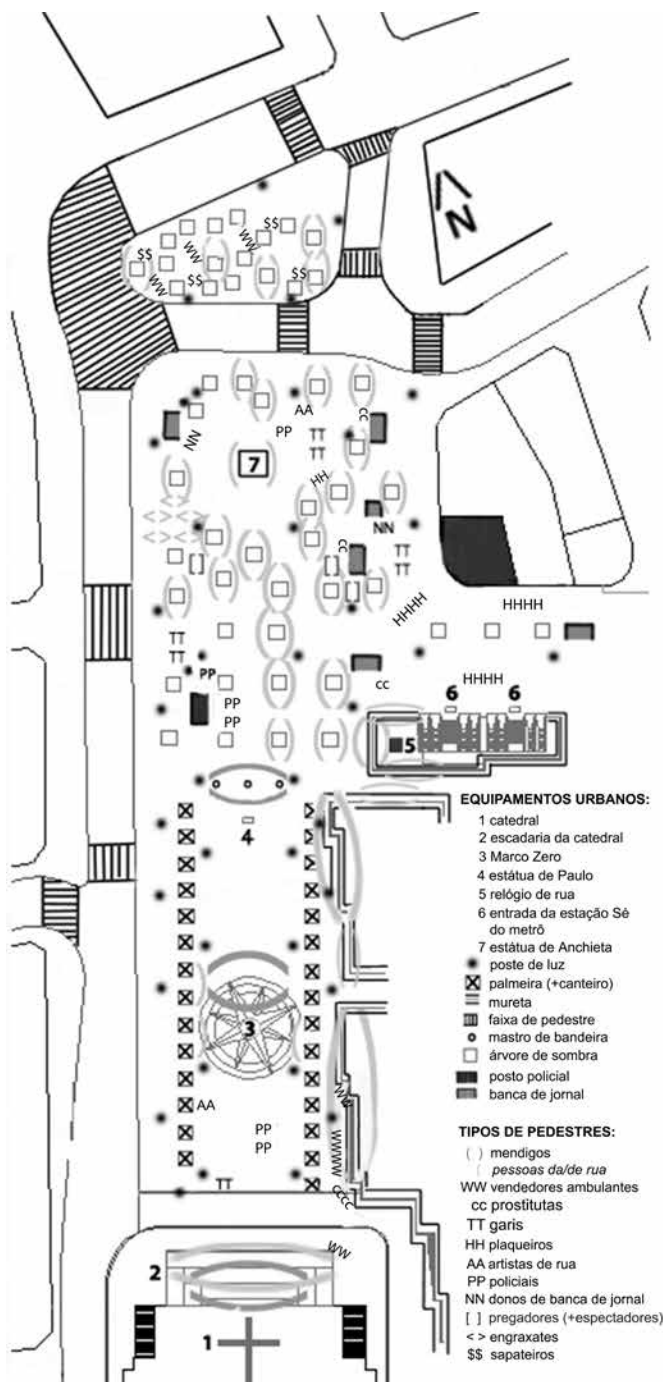 N
$$
$$
WW
WW
$$
WW
$$
$$
AA
cc
PP
NN
TT
TT
7
HH
< >
< > < > < >
< > < >
NN
cc
[ ]
[ ]
[ ]
TT
TT
HHHH
HHHH
TT
TT
PP
cc
HHHH
PP
PP
6
6
5
4
3
AA
WW
PP
PP
WWWW
TT
cccc
WW
2
1
EQUIPAMENTOS URBANOS:
1 catedral
2 escadaria da catedral
3 Marco Zero
4 estátua de Paulo
5 relógio de rua
6 entrada da estação Sè
do metrô
7 estátua de Anchieta
poste de luz
palmeira (+canteiro)
mureta
faixa de pedestre
mastro de bandeira
árvore de sombra
posto policial
banca de jornal
TIPOS DE PEDESTRES:
( ) mendigos
( pessoas da/de rua
WW vendedores ambulantes
cc prostitutas
TT garis
HH plaqueiros
AA artistas de rua
PP policiais
NN donos de banca de jornal
[ ] pregadores (+espectadores)
< > engraxates
$$ sapateiros